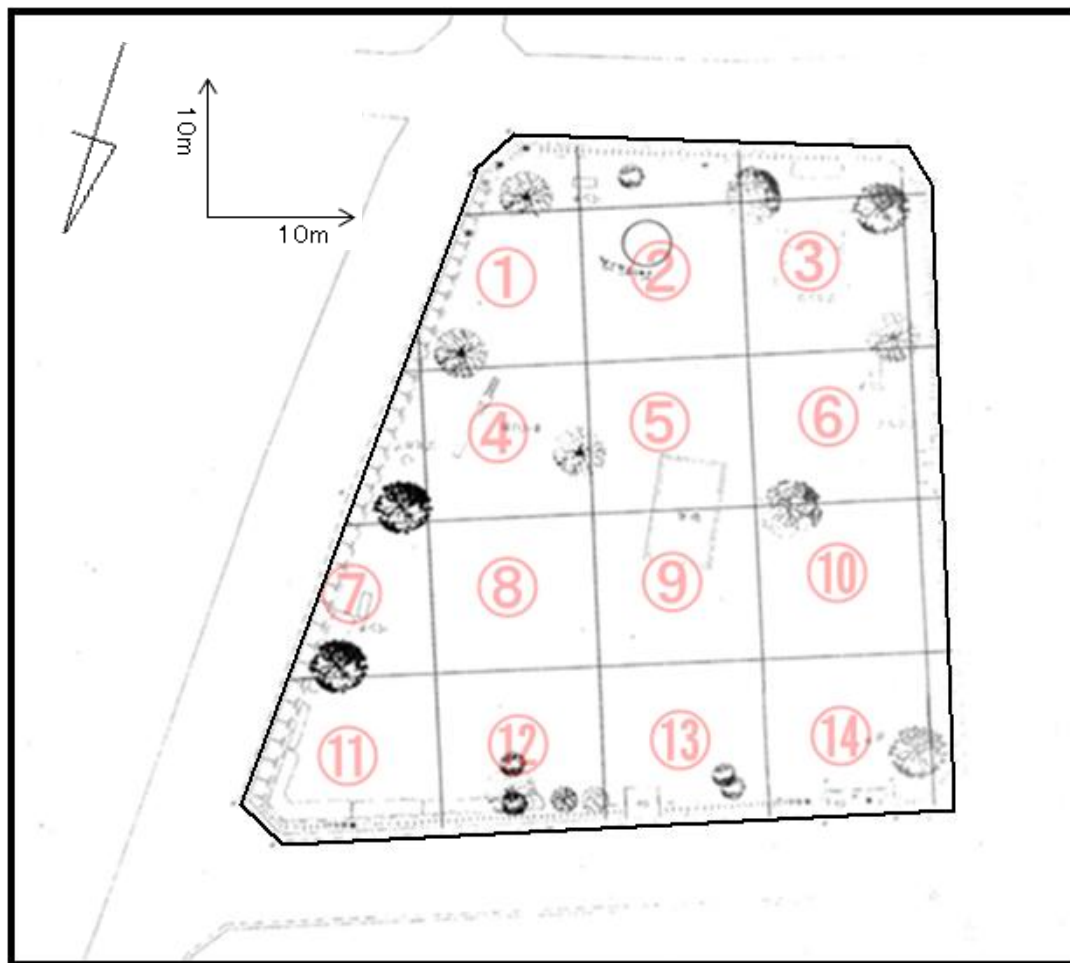 10m
10m
① ② ③
④ ⑤ ⑥
⑦ ⑧ ⑨ ⑩
⑪ ⑫ ⑬ ⑭